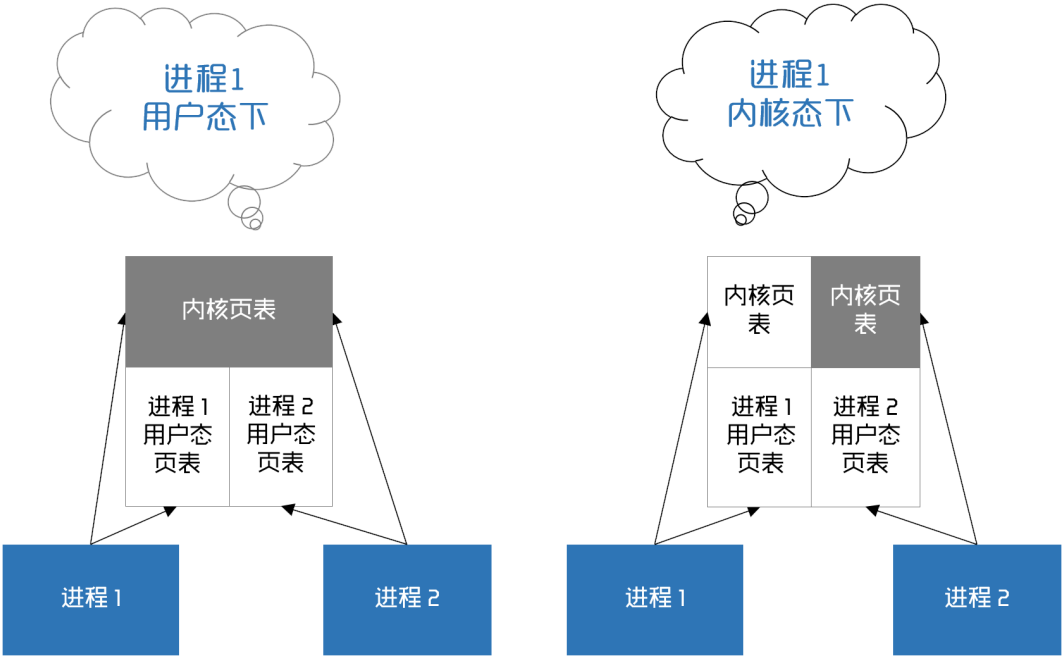 进程1
用户态下
进程1
内核态下
内核页表
进程 1
用户态
页表
进程 2
用户态
页表
内核页
表
内核页
表
进程 1
用户态
页表
进程 2
用户态
页表
进程 1
进程 2
进程 1
进程 2